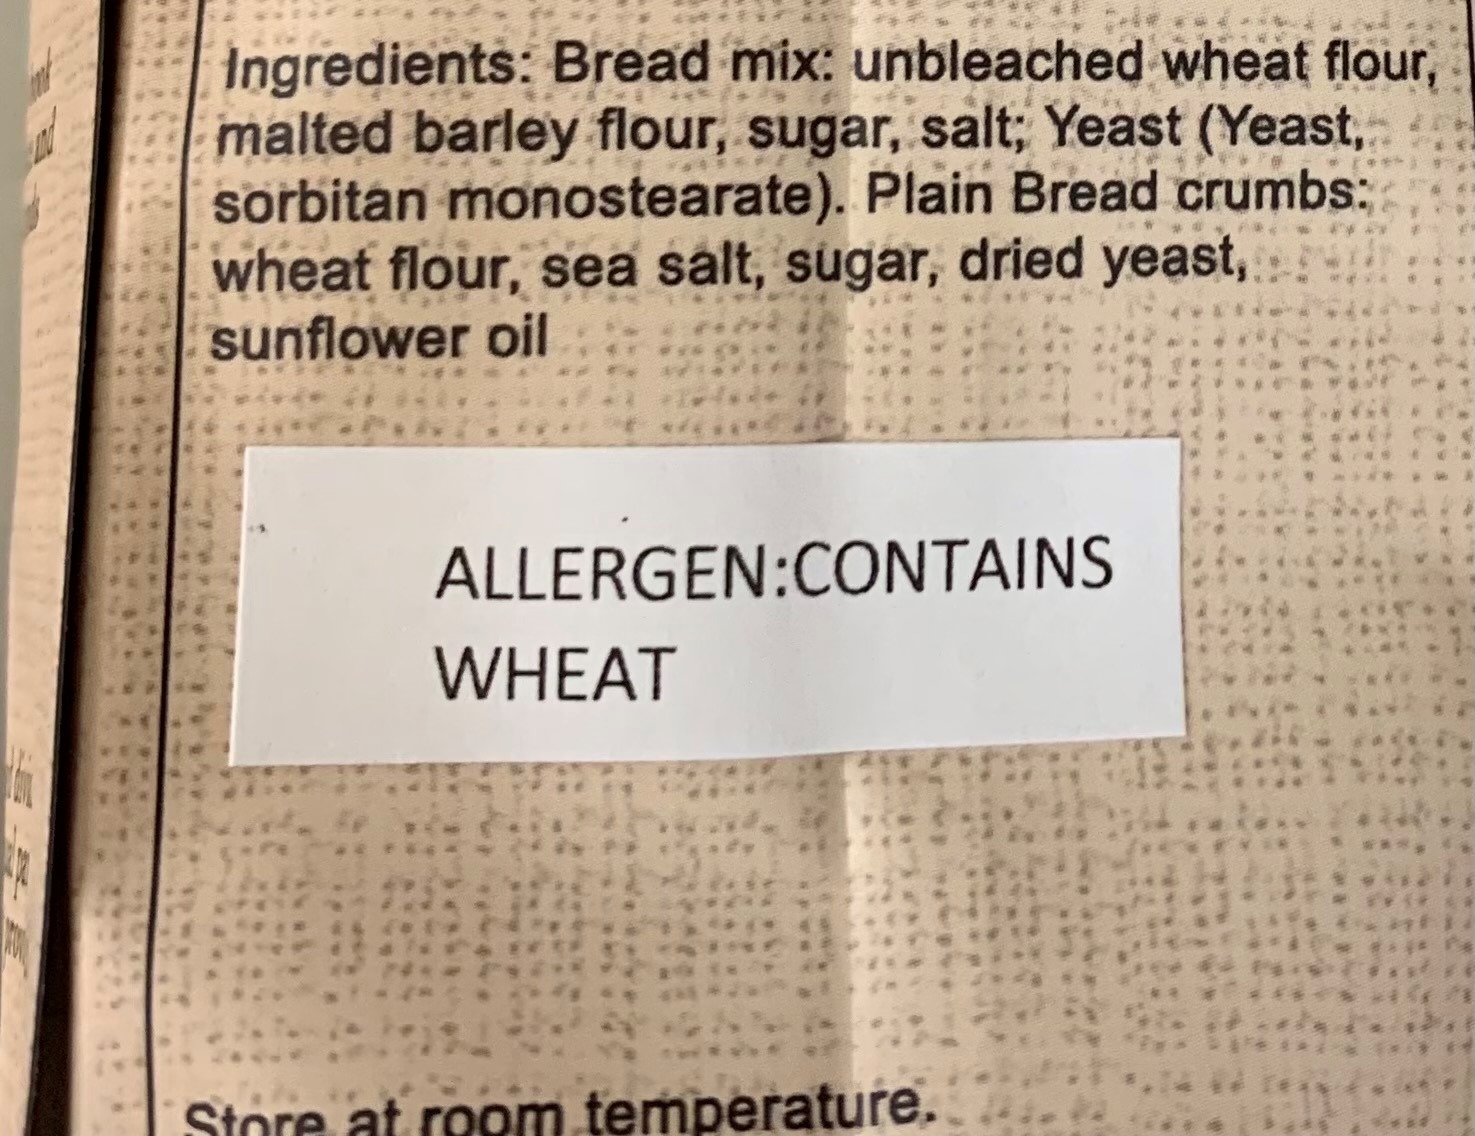 Ingredients: Bread mix: unbleached wheat flour,
malted barley flour, sugar, salt; Yeast (Yeast,
sorbitan monostearate). Plain Bread crumbs:
wheat flour, sea salt, sugar, dried yeast,
sunflower oil
ALLERGEN:CONTAINS
WHEAT
Store at room temperature.
and